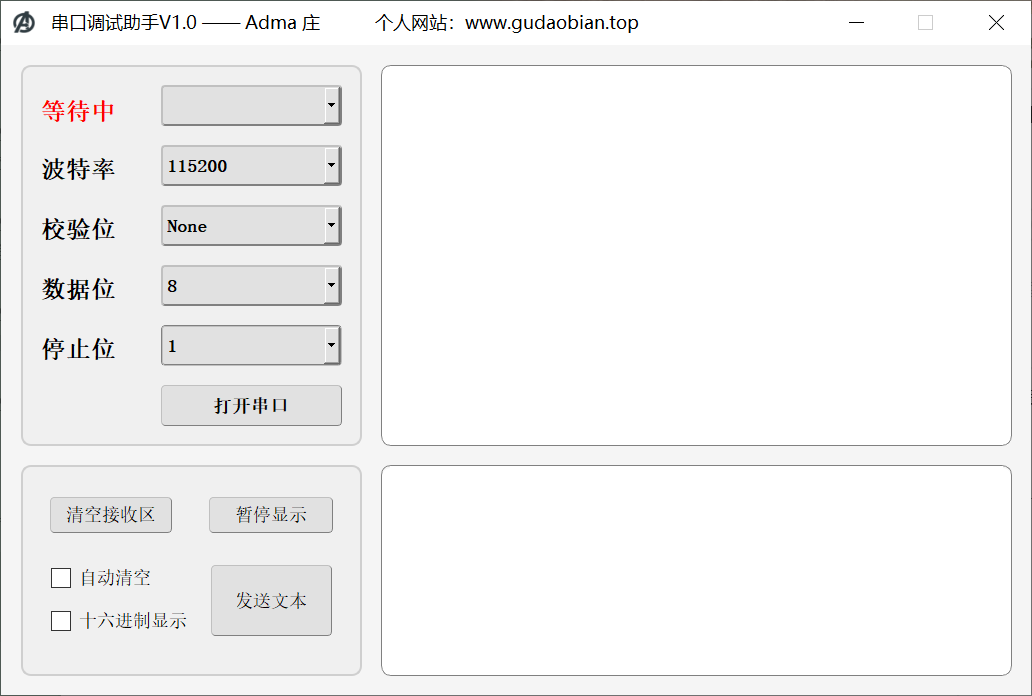 串口调试助手V1.0 —— Adma 庄 个人网站：www.gudaobian.top
等待中
波特率 115200
校验位 None
数据位 8
停止位 1
打开串口
清空接收区 暂停显示
自动清空
发送文本
十六进制显示